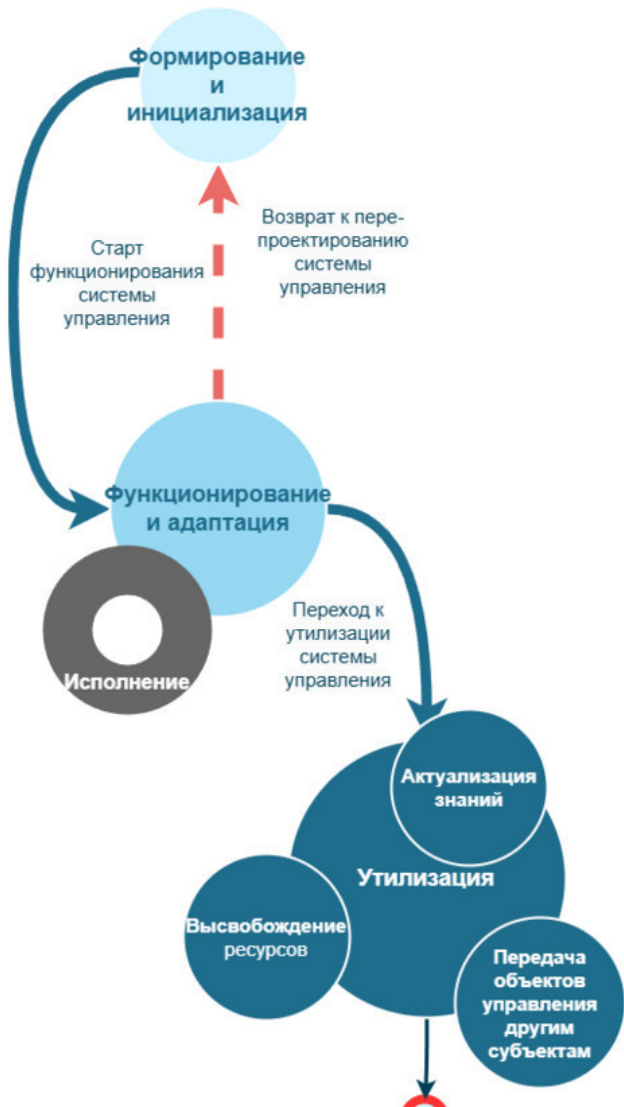 Формирование
и
инициализация
Возврат к пере-
проектированию
системы
управления
Старт
функционирования
системы
управления
Функционирование
и адаптация
Исполнение
Переход к
утилизации
системы
управления
Актуализация
знаний
Утилизация
Высвобождение
ресурсов
Передача
объектов
управления
другим
субъектам